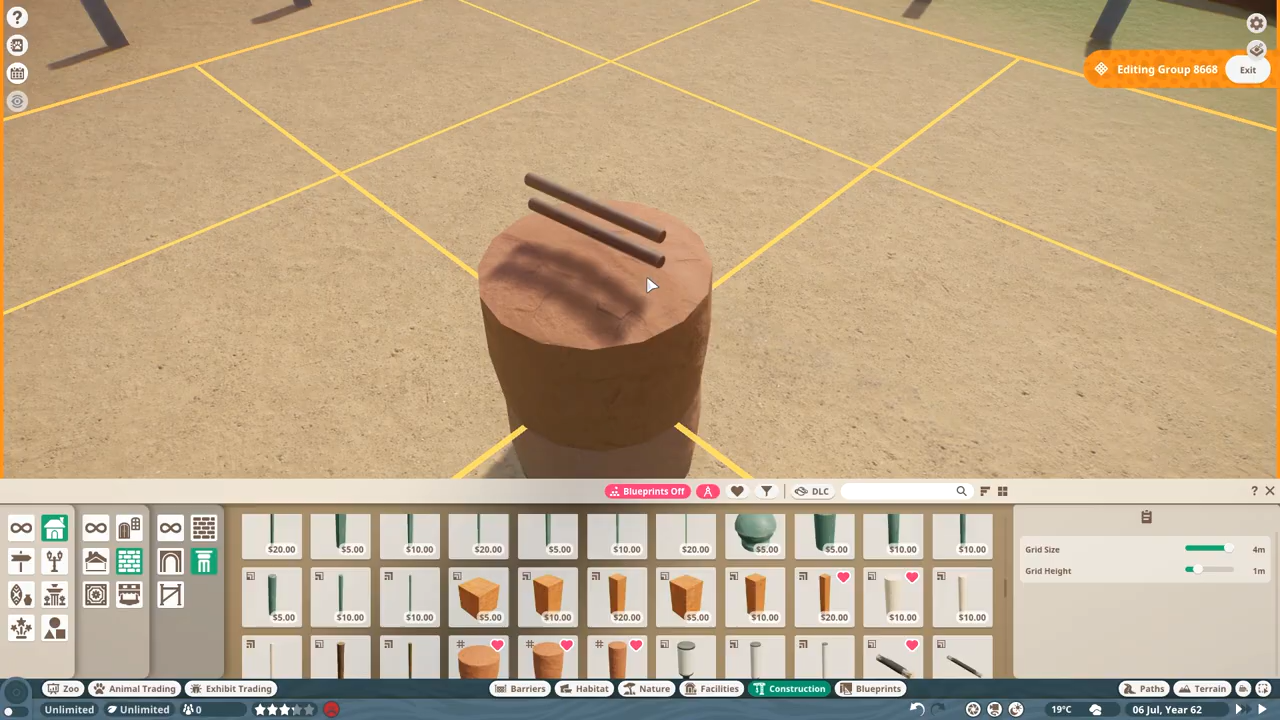 ?
Editing Group 8668
Exit
Blueprints Off
DLC
? ×
$20.00 $5.00 $10.00 $20.00 $5.00 $10.00 $20.00 $5.00 $5.00 $10.00 $10.00
$5.00 $10.00 $10.00 $5.00 $10.00 $20.00 $5.00 $10.00 $20.00 $10.00 $10.00
Grid Size 4m
Grid Height 1m
Zoo Animal Trading Exhibit Trading Barriers Habitat Nature Facilities Construction Blueprints Paths Terrain
Unlimited Unlimited 0 19°C 06 Jul, Year 62